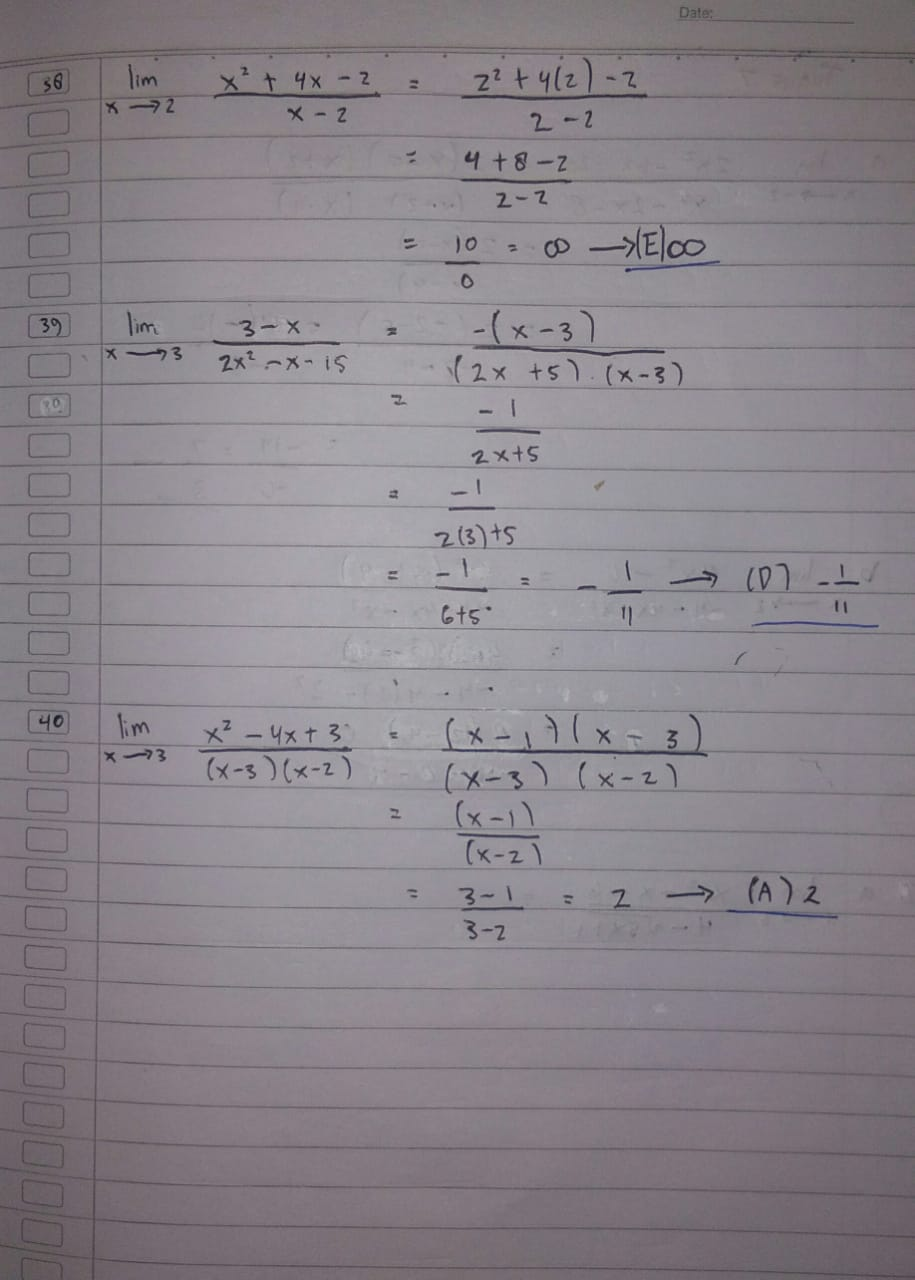 Date:
38 lim x² + 4x - 2 = 2² + 4(2) - 2
x → 2 x - 2 2 - 2
= 4 + 8 - 2
2 - 2
= 10 = ∞ → (E) ∞
0
39 lim 3 - x = -(x - 3)
x → 3 2x² - x - 15 (2x + 5) . (x - 3)
= -1
2x + 5
= -1
2(3) + 5
= -1 = - 1 → (D) - 1
6+5 11 11
40 lim x² - 4x + 3 = (x - 1) (x - 3)
x → 3 (x-3)(x-2) (x-3) (x-2)
= (x-1)
(x-2)
= 3-1 = 2 → (A) 2
3-2